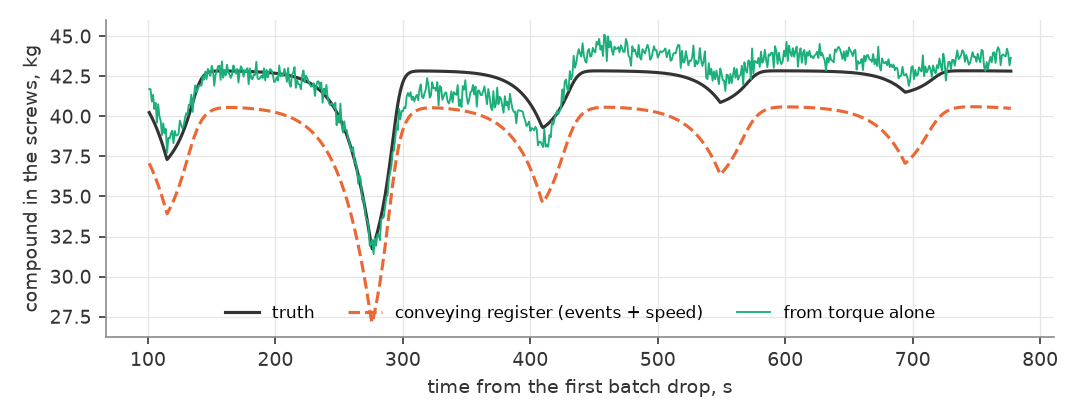 compound in the screws, kg
45.0
42.5
40.0
37.5
35.0
32.5
30.0
27.5
truth
conveying register (events + speed)
from torque alone
100 200 300 400 500 600 700 800
time from the first batch drop, s